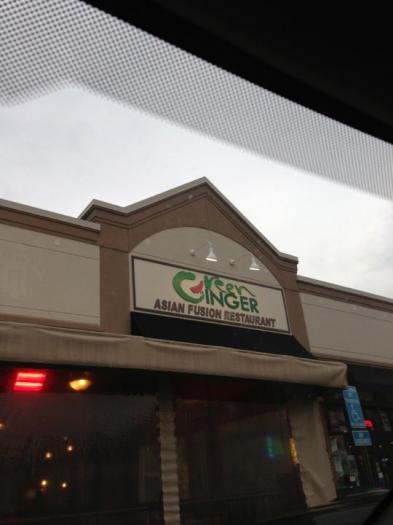 Green
GINGER
ASIAN FUSION RESTAURANT